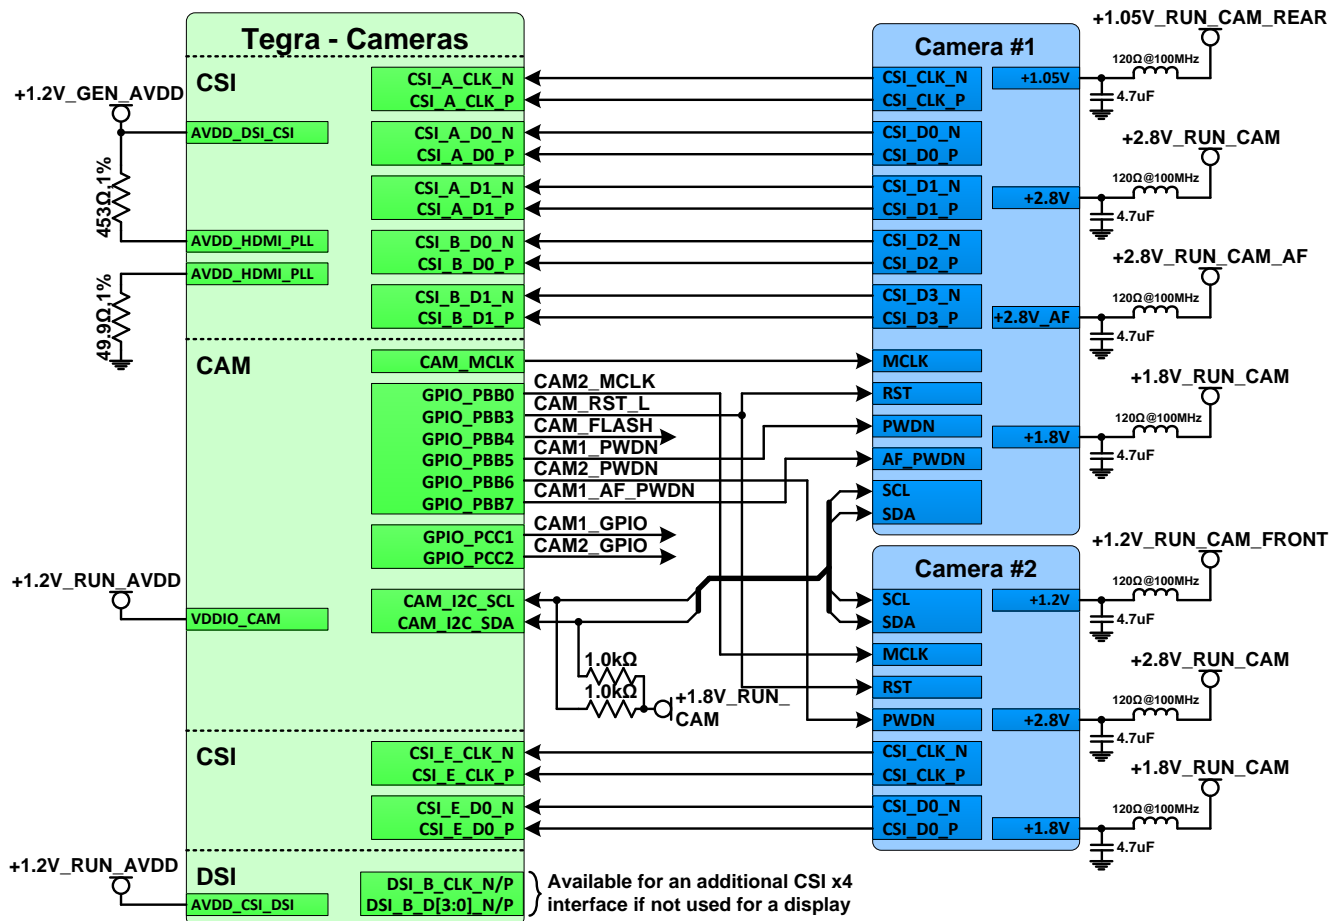 Tegra - Cameras
CSI
+1.2V_GEN_AVDD
AVDD_DSI_CSI
453Ω,1%
AVDD_HDMI_PLL
AVDD_HDMI_PLL
49.9Ω,1%
CSI_A_CLK_N
CSI_A_CLK_P
CSI_A_D0_N
CSI_A_D0_P
CSI_A_D1_N
CSI_A_D1_P
CSI_B_D0_N
CSI_B_D0_P
CSI_B_D1_N
CSI_B_D1_P
CAM
CAM_MCLK
GPIO_PBB0
GPIO_PBB3
GPIO_PBB4
GPIO_PBB5
GPIO_PBB6
GPIO_PBB7
GPIO_PCC1
GPIO_PCC2
CAM2_MCLK
CAM_RST_L
CAM_FLASH
CAM1_PWDN
CAM2_PWDN
CAM1_AF_PWDN
CAM1_GPIO
CAM2_GPIO
+1.2V_RUN_AVDD
VDDIO_CAM
CAM_I2C_SCL
CAM_I2C_SDA
1.0kΩ
1.0kΩ
+1.8V_RUN_
CAM
CSI
CSI_E_CLK_N
CSI_E_CLK_P
CSI_E_D0_N
CSI_E_D0_P
+1.2V_RUN_AVDD
DSI
AVDD_CSI_DSI
DSI_B_CLK_N/P
DSI_B_D[3:0]_N/P
Available for an additional CSI x4
interface if not used for a display
Camera #1
CSI_CLK_N
CSI_CLK_P
CSI_D0_N
CSI_D0_P
CSI_D1_N
CSI_D1_P
CSI_D2_N
CSI_D2_P
CSI_D3_N
CSI_D3_P
MCLK
RST
PWDN
AF_PWDN
SCL
SDA
+1.05V
+2.8V
+2.8V_AF
+1.8V
+1.05V_RUN_CAM_REAR
120Ω@100MHz
4.7uF
+2.8V_RUN_CAM
120Ω@100MHz
4.7uF
+2.8V_RUN_CAM_AF
120Ω@100MHz
4.7uF
+1.8V_RUN_CAM
120Ω@100MHz
4.7uF
Camera #2
SCL
SDA
MCLK
RST
PWDN
CSI_CLK_N
CSI_CLK_P
CSI_D0_N
CSI_D0_P
+1.2V
+2.8V
+1.8V
+1.2V_RUN_CAM_FRONT
120Ω@100MHz
4.7uF
+2.8V_RUN_CAM
120Ω@100MHz
4.7uF
+1.8V_RUN_CAM
120Ω@100MHz
4.7uF